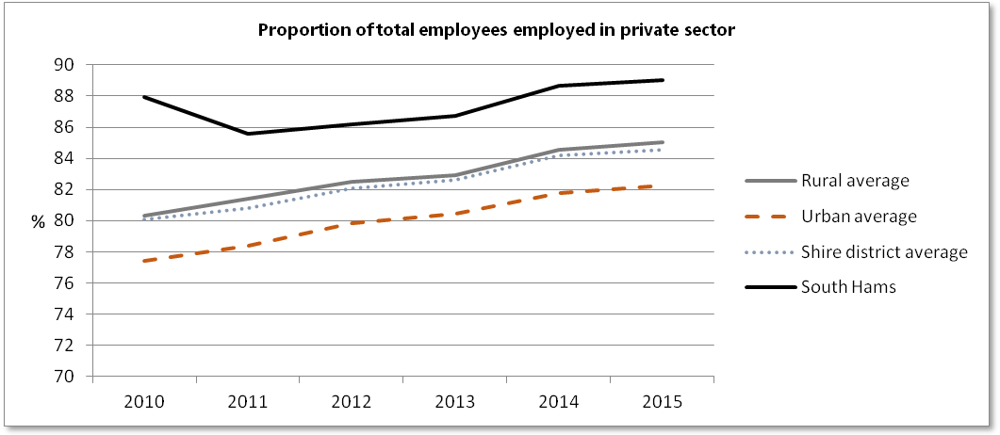 Proportion of total employees employed in private sector
90
88
86
84
82
80
78
76
74
72
70
%
2010 2011 2012 2013 2014 2015
Rural average
Urban average
Shire district average
South Hams